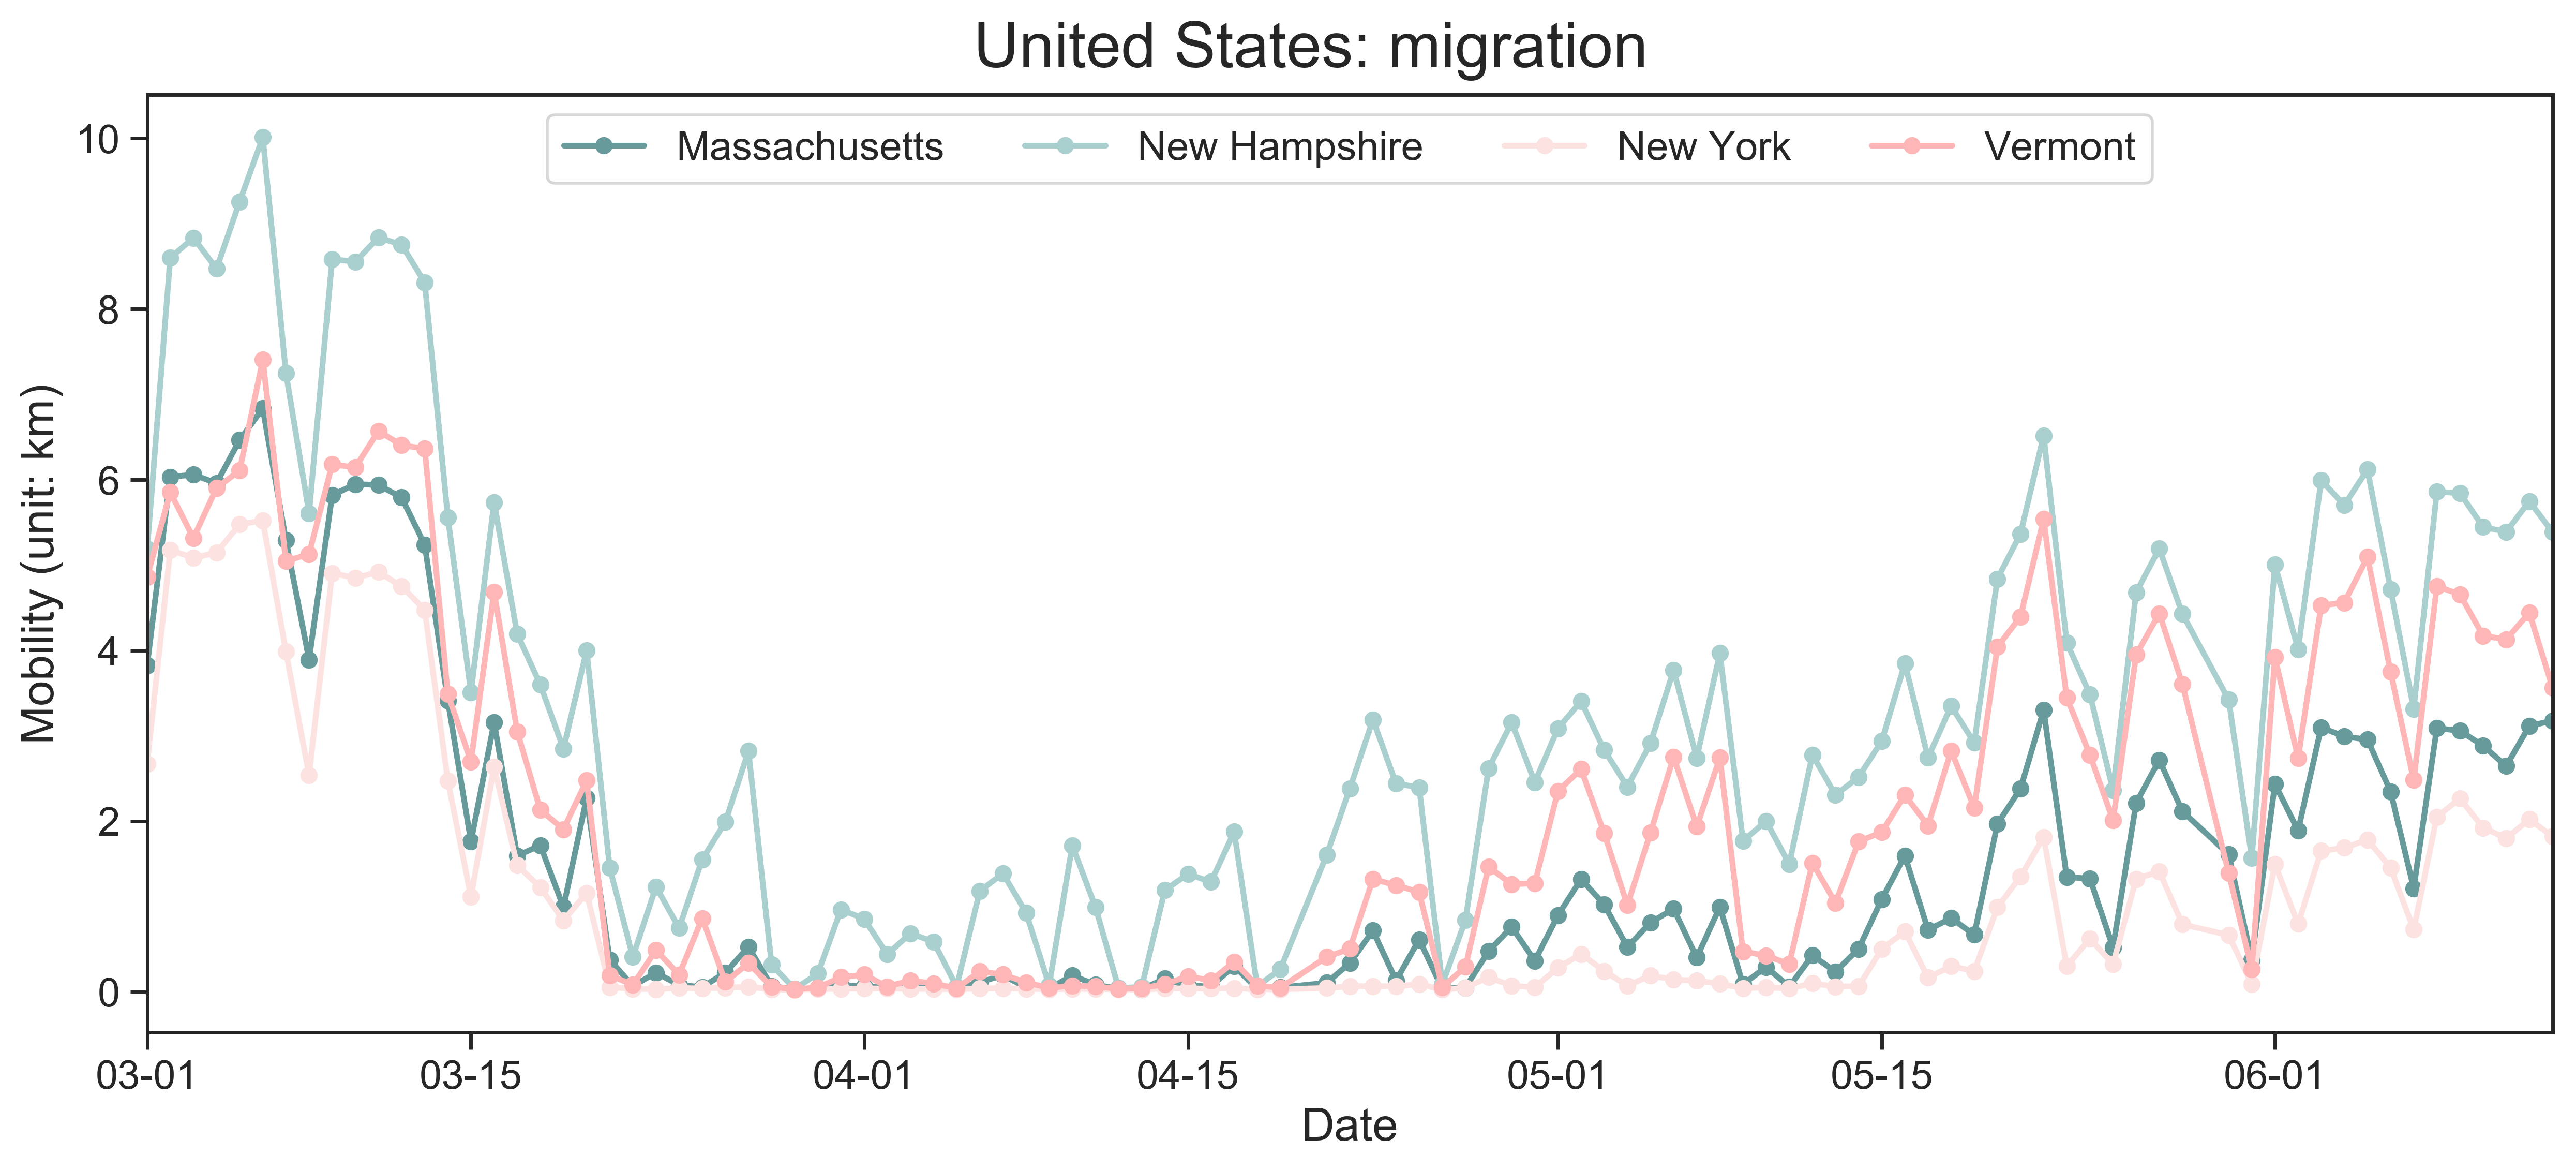 United States: migration
Massachusetts New Hampshire New York Vermont
10
8
6
4
2
0
Mobility (unit: km)
03-01 03-15 04-01 04-15 05-01 05-15 06-01
Date